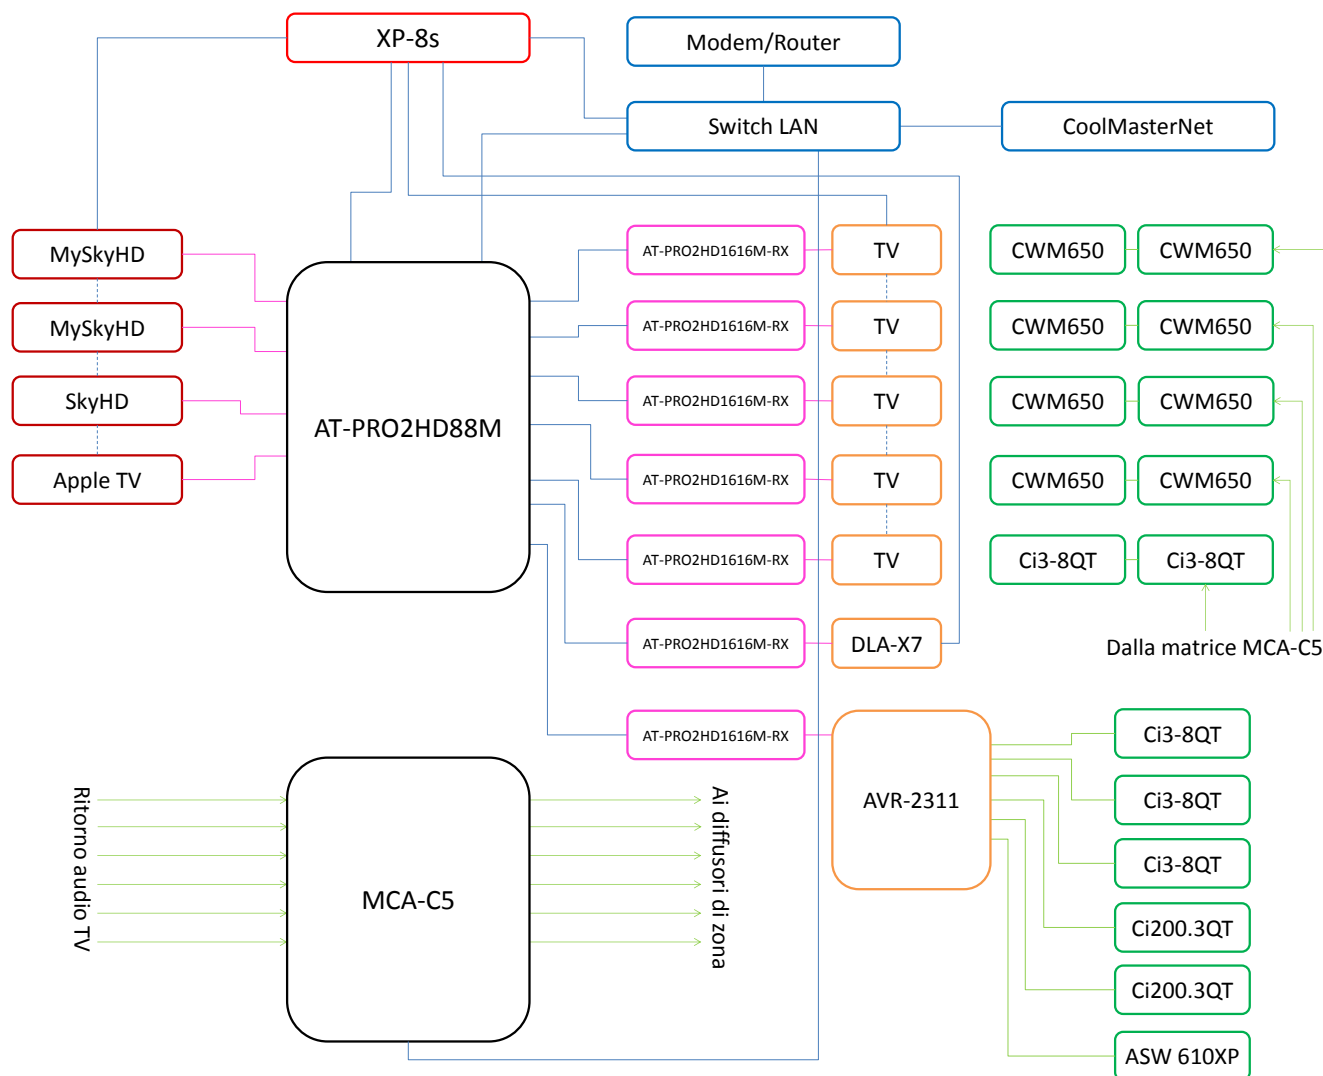 XP-8s
Modem/Router
Switch LAN
CoolMasterNet
MySkyHD
AT-PRO2HD1616M-RX
TV
CWM650
CWM650
MySkyHD
AT-PRO2HD1616M-RX
TV
CWM650
CWM650
SkyHD
AT-PRO2HD88M
AT-PRO2HD1616M-RX
TV
CWM650
CWM650
Apple TV
AT-PRO2HD1616M-RX
TV
CWM650
CWM650
AT-PRO2HD1616M-RX
TV
Ci3-8QT
Ci3-8QT
AT-PRO2HD1616M-RX
DLA-X7
Dalla matrice MCA-C5
AT-PRO2HD1616M-RX
AVR-2311
Ci3-8QT
Ci3-8QT
Ci3-8QT
Ci200.3QT
Ci200.3QT
ASW 610XP
Ritorno audio TV
MCA-C5
Ai diffusori di zona